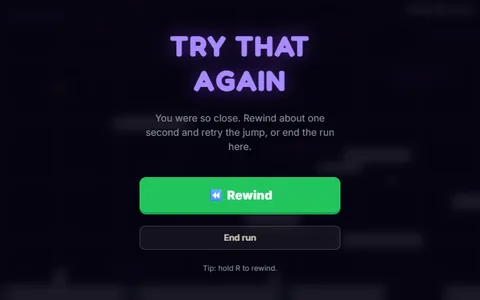 TRY THAT
AGAIN
You were so close. Rewind about one
second and retry the jump, or end the run
here.
⏪ Rewind
End run
Tip: hold R to rewind.